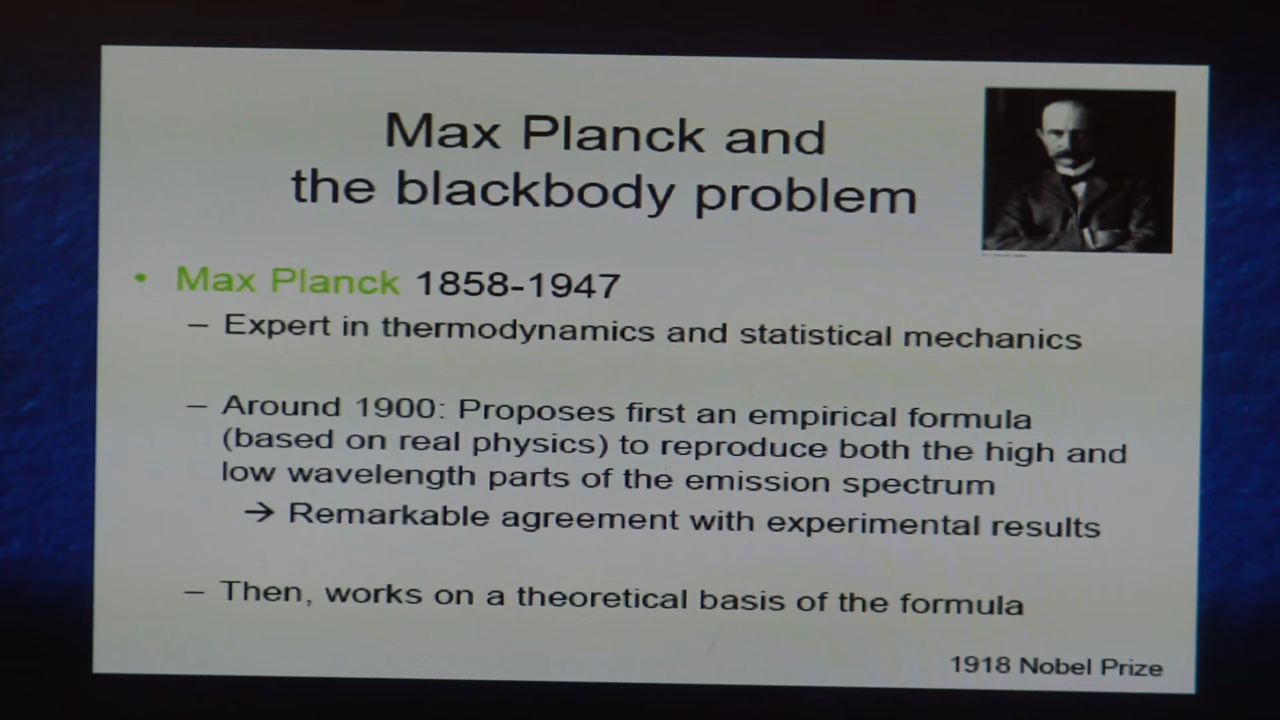 Max Planck and
the blackbody problem
• Max Planck 1858-1947
– Expert in thermodynamics and statistical mechanics
– Around 1900: Proposes first an empirical formula
(based on real physics) to reproduce both the high and
low wavelength parts of the emission spectrum
→ Remarkable agreement with experimental results
– Then, works on a theoretical basis of the formula
1918 Nobel Prize